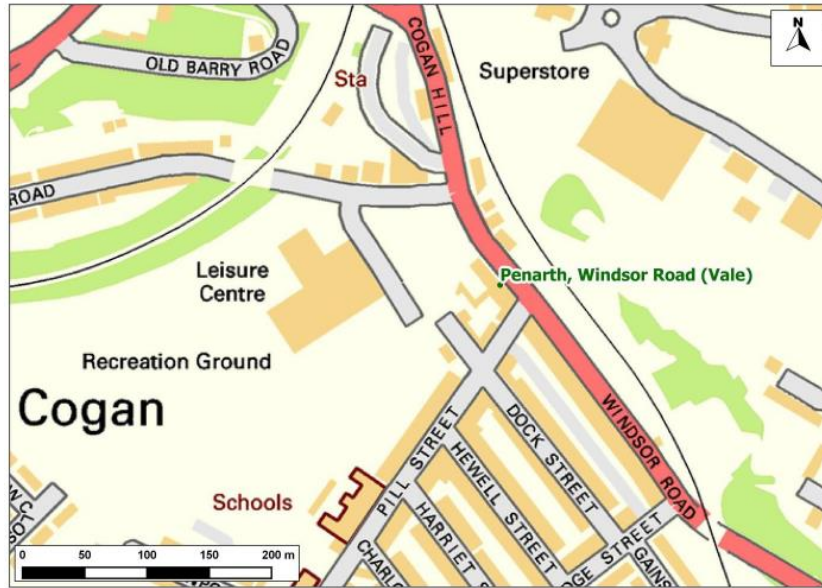 N
OLD BARRY ROAD
COGAN HILL
Sta
Superstore
ROAD
Leisure
Centre
Penarth, Windsor Road (Vale)
Recreation Ground
Cogan
WINDSOR ROAD
DOCK STREET
PILL STREET
HEWELL STREET
Schools
HARRIET S
STREET
GAINS
CHARL
0 50 100 150 200 m